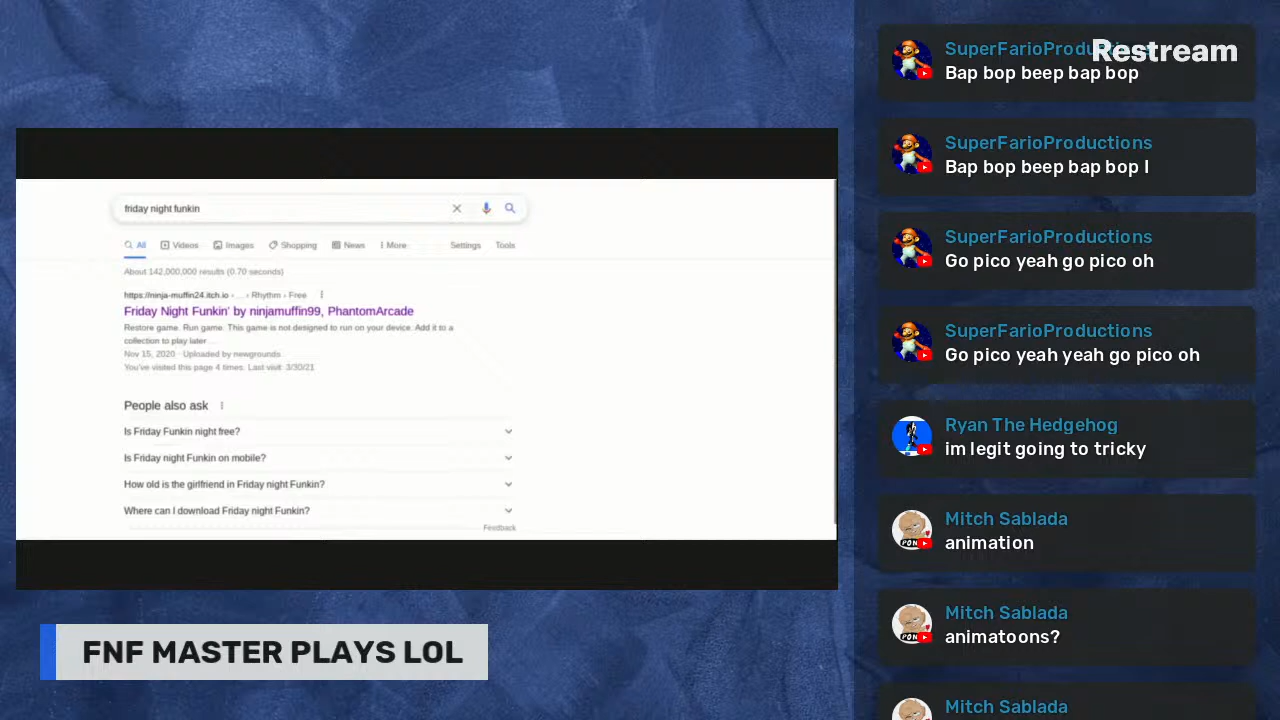 friday night funkin
All
Videos
Images
Shopping
News
More
Settings
Tools
About 142,000,000 results (0.70 seconds)
https://ninja-muffin24.itch.io › ... › Rhythm › Free
Friday Night Funkin' by ninjamuffin99, PhantomArcade
Restore game. Run game. This game is not designed to run on your device. Add it to a
collection to play later
Nov 15, 2020 · Uploaded by newgrounds
You've visited this page 4 times. Last visit: 3/30/21
People also ask
Is Friday Funkin night free?
Is Friday night Funkin on mobile?
How old is the girlfriend in Friday night Funkin?
Where can I download Friday night Funkin?
Feedback
FNF MASTER PLAYS LOL
Restream
Bap bop beep bap bop
SuperFarioProductions
Bap bop beep bap bop I
SuperFarioProductions
Go pico yeah go pico oh
SuperFarioProductions
Go pico yeah yeah go pico oh
Ryan The Hedgehog
im legit going to tricky
Mitch Sablada
animation
Mitch Sablada
animatoons?
Mitch Sablada